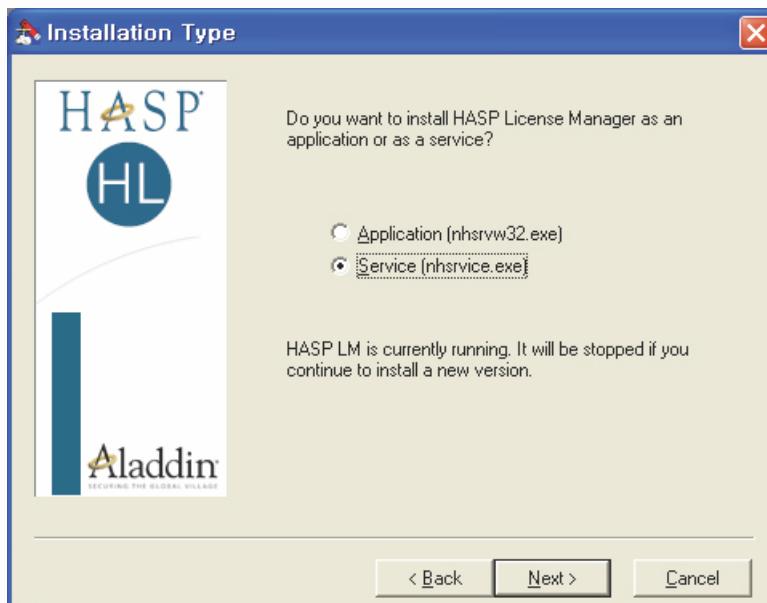 Installation Type
HASP
HL
Do you want to install HASP License Manager as an
application or as a service?
Application (nhsrvw32.exe)
Service (nhsrvice.exe)
HASP LM is currently running. It will be stopped if you
continue to install a new version.
Aladdin
SECURING THE GLOBAL VILLAGE
< Back
Next >
Cancel